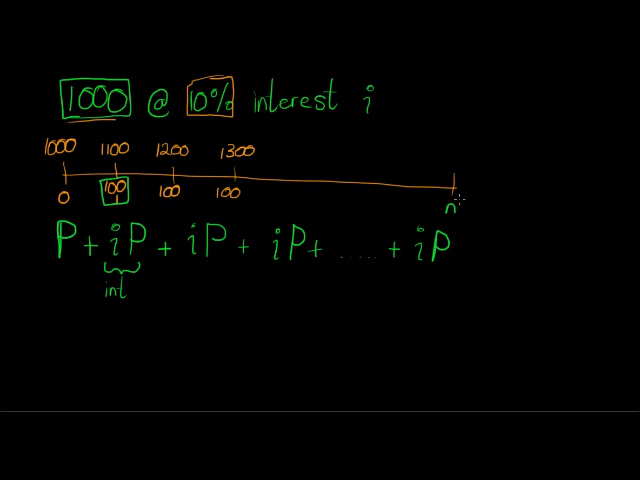 1000 @ 10% interest i
1000 1100 1200 1300
0 100 100 100 n
P + iP + iP + iP + ..... + iP
int